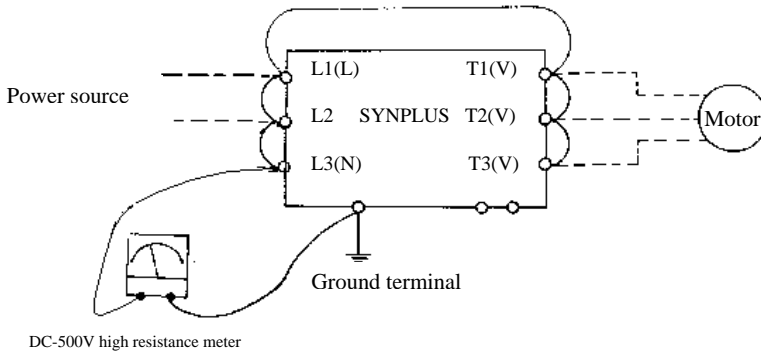 L1(L) T1(V)
Power source
L2 SYNPLUS T2(V) Motor
L3(N) T3(V)
Ground terminal
DC-500V high resistance meter